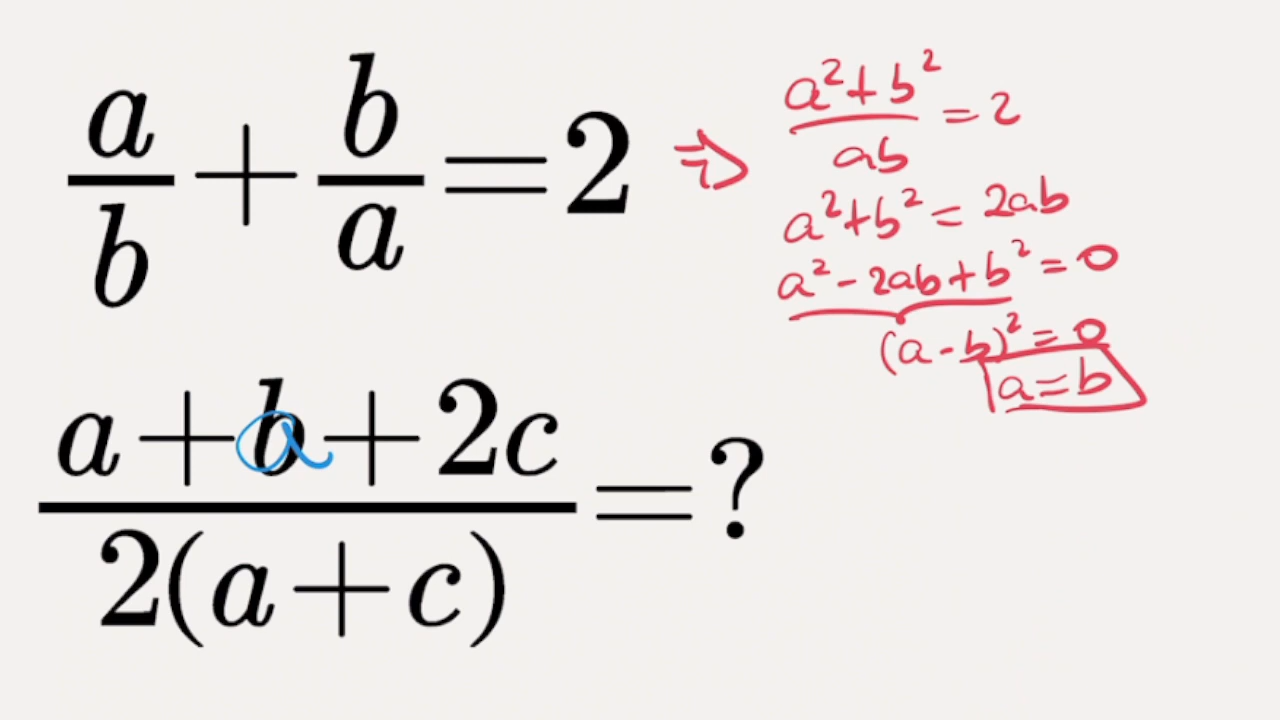 a/b + b/a = 2 ⇒
(a² + b²)/ab = 2
a² + b² = 2ab
a² - 2ab + b² = 0
(a - b)² = 0
a = b
(a + b + 2c)/2(a + c) = ?
a